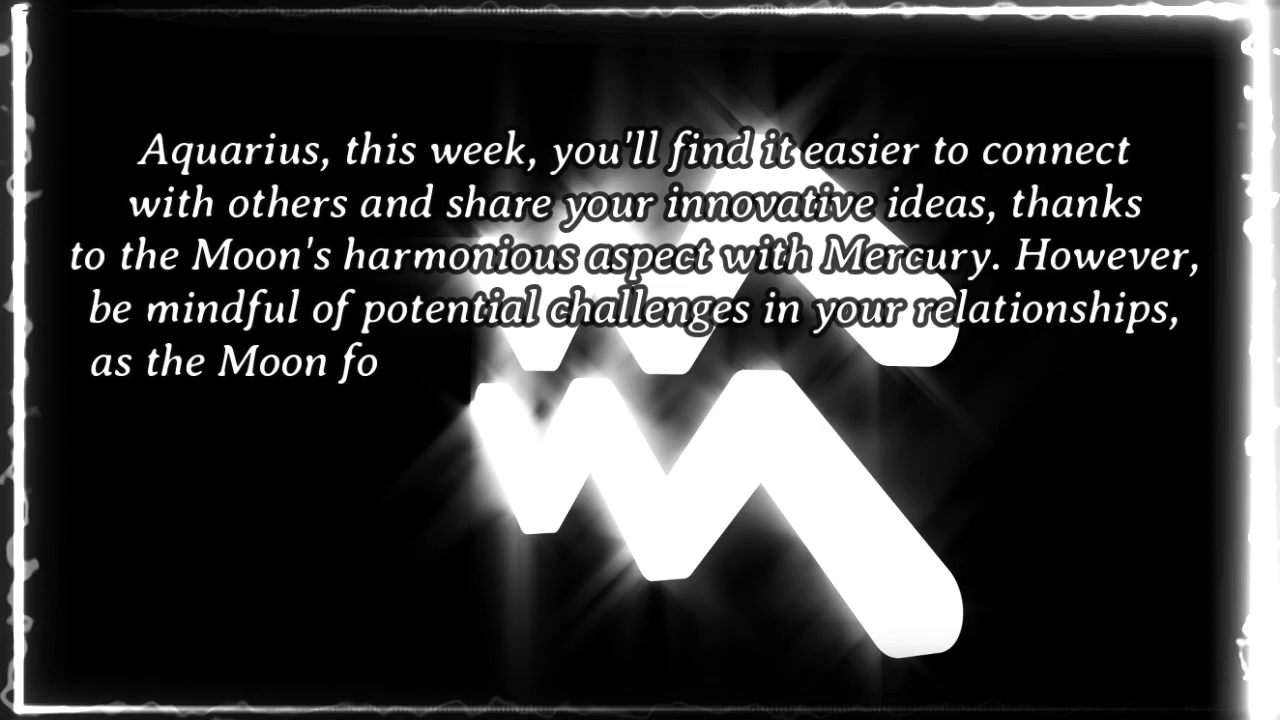 Aquarius, this week, you'll find it easier to connect
with others and share your innovative ideas, thanks
to the Moon's harmonious aspect with Mercury. However,
be mindful of potential challenges in your relationships,
as the Moon fo